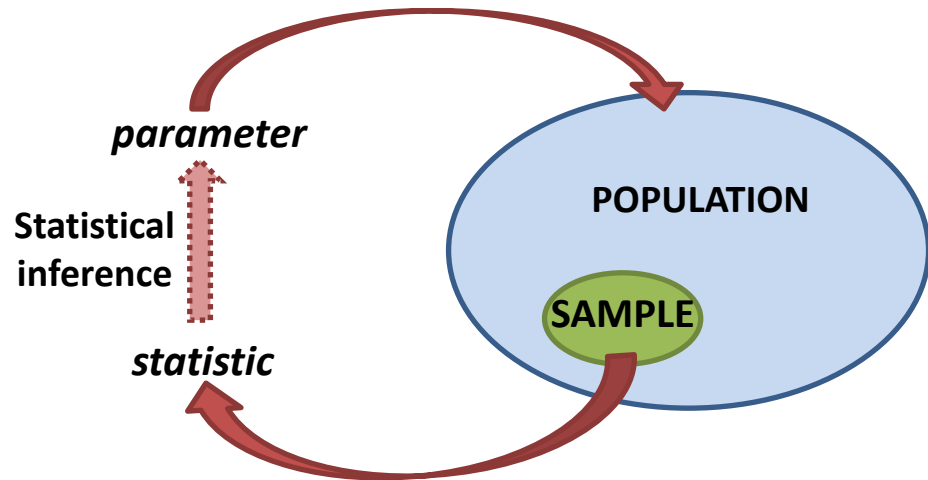 parameter
POPULATION
Statistical
inference
SAMPLE
statistic